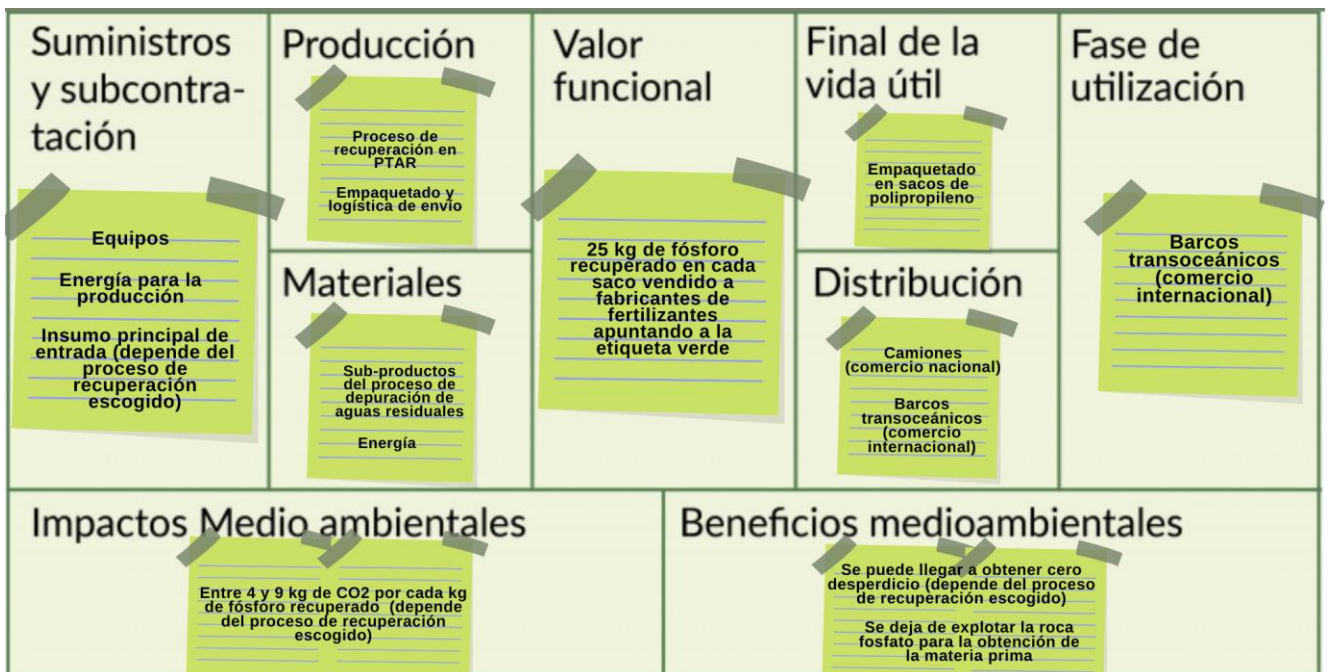 Suministros
y subcontra-
tación
Equipos
Energía para la
producción
Insumo principal de
entrada (depende del
proceso de
recuperación
escogido)
Producción
Proceso de
recuperación en
PTAR
Empaquetado y
logística de envío
Materiales
Sub-productos
del proceso de
depuración de
aguas residuales
Energía
Valor
funcional
25 kg de fósforo
recuperado en cada
saco vendido a
fabricantes de
fertilizantes
apuntando a la
etiqueta verde
Final de la
vida útil
Empaquetado
en sacos de
polipropileno
Distribución
Camiones
(comercio nacional)
Barcos
transoceánicos
(comercio
internacional)
Fase de
utilización
Barcos
transoceánicos
(comercio
internacional)
Impactos Medio ambientales
Entre 4 y 9 kg de CO2 por cada kg
de fósforo recuperado (depende
del proceso de recuperación
escogido)
Beneficios medioambientales
Se puede llegar a obtener cero
desperdicio (depende del proceso
de recuperación escogido)
Se deja de explotar la roca
fosfato para la obtención de
la materia prima